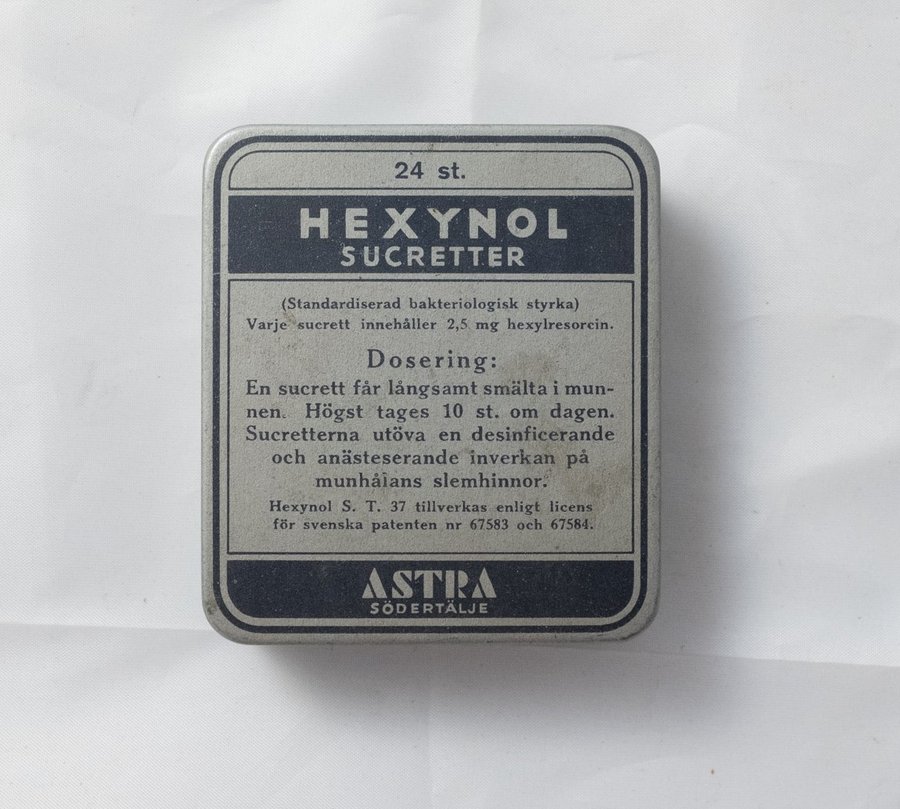 24 st.
HEXYNOL
SUCRETTER
(Standardiserad bakteriologisk styrka)
Varje sucrett innehåller 2,5 mg hexylresorcin.
Dosering:
En sucrett får långsamt smälta i mun-
nen. Högst tages 10 st. om dagen.
Sucretterna utöva en desinficerande
och anästeserande inverkan på
munhålans slemhinnor.
Hexynol S. T. 37 tillverkas enligt licens
för svenska patenten nr 67583 och 67584.
ASTRA
SÖDERTÄLJE